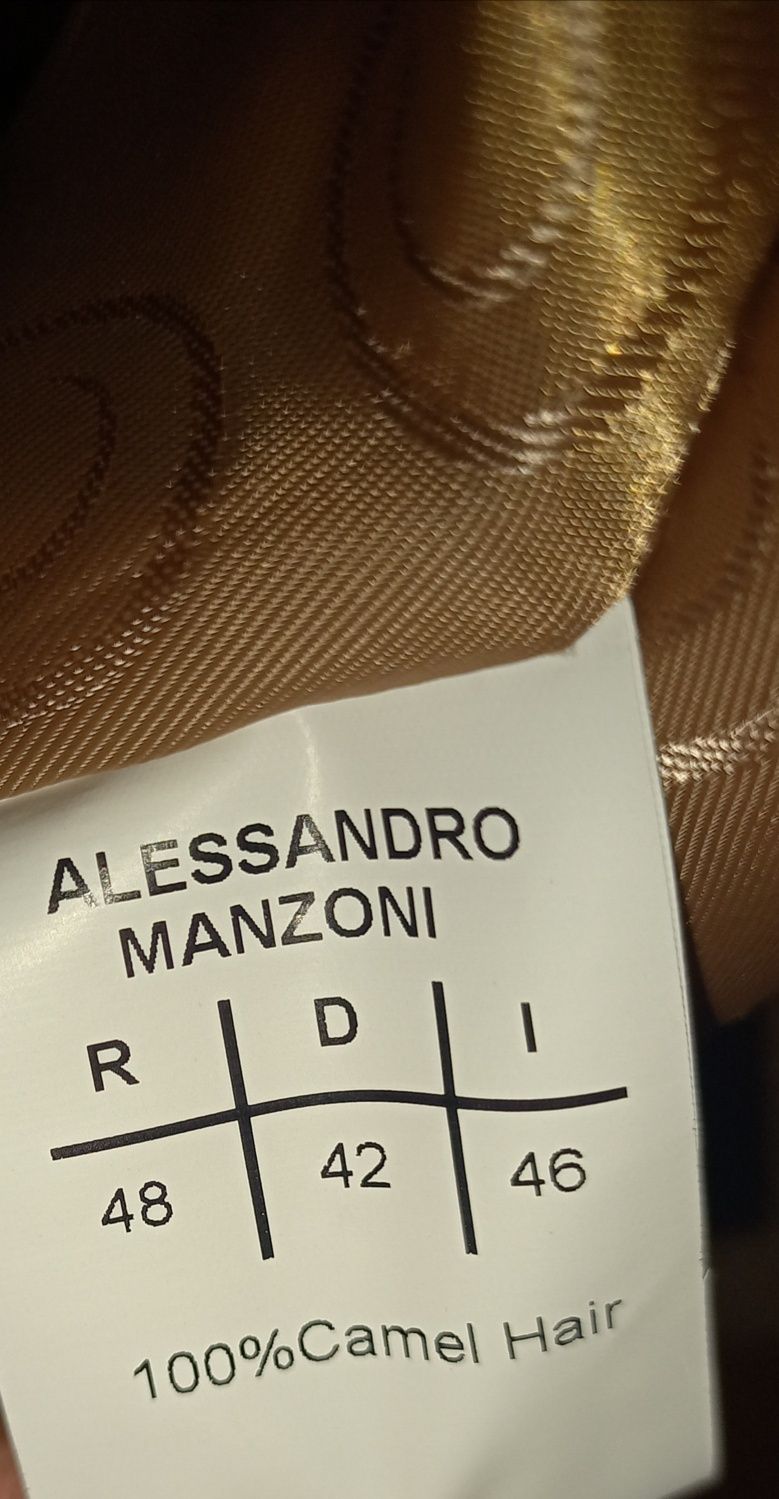 ALESSANDRO
MANZONI
R D I
48 42 46
100%Camel Hair